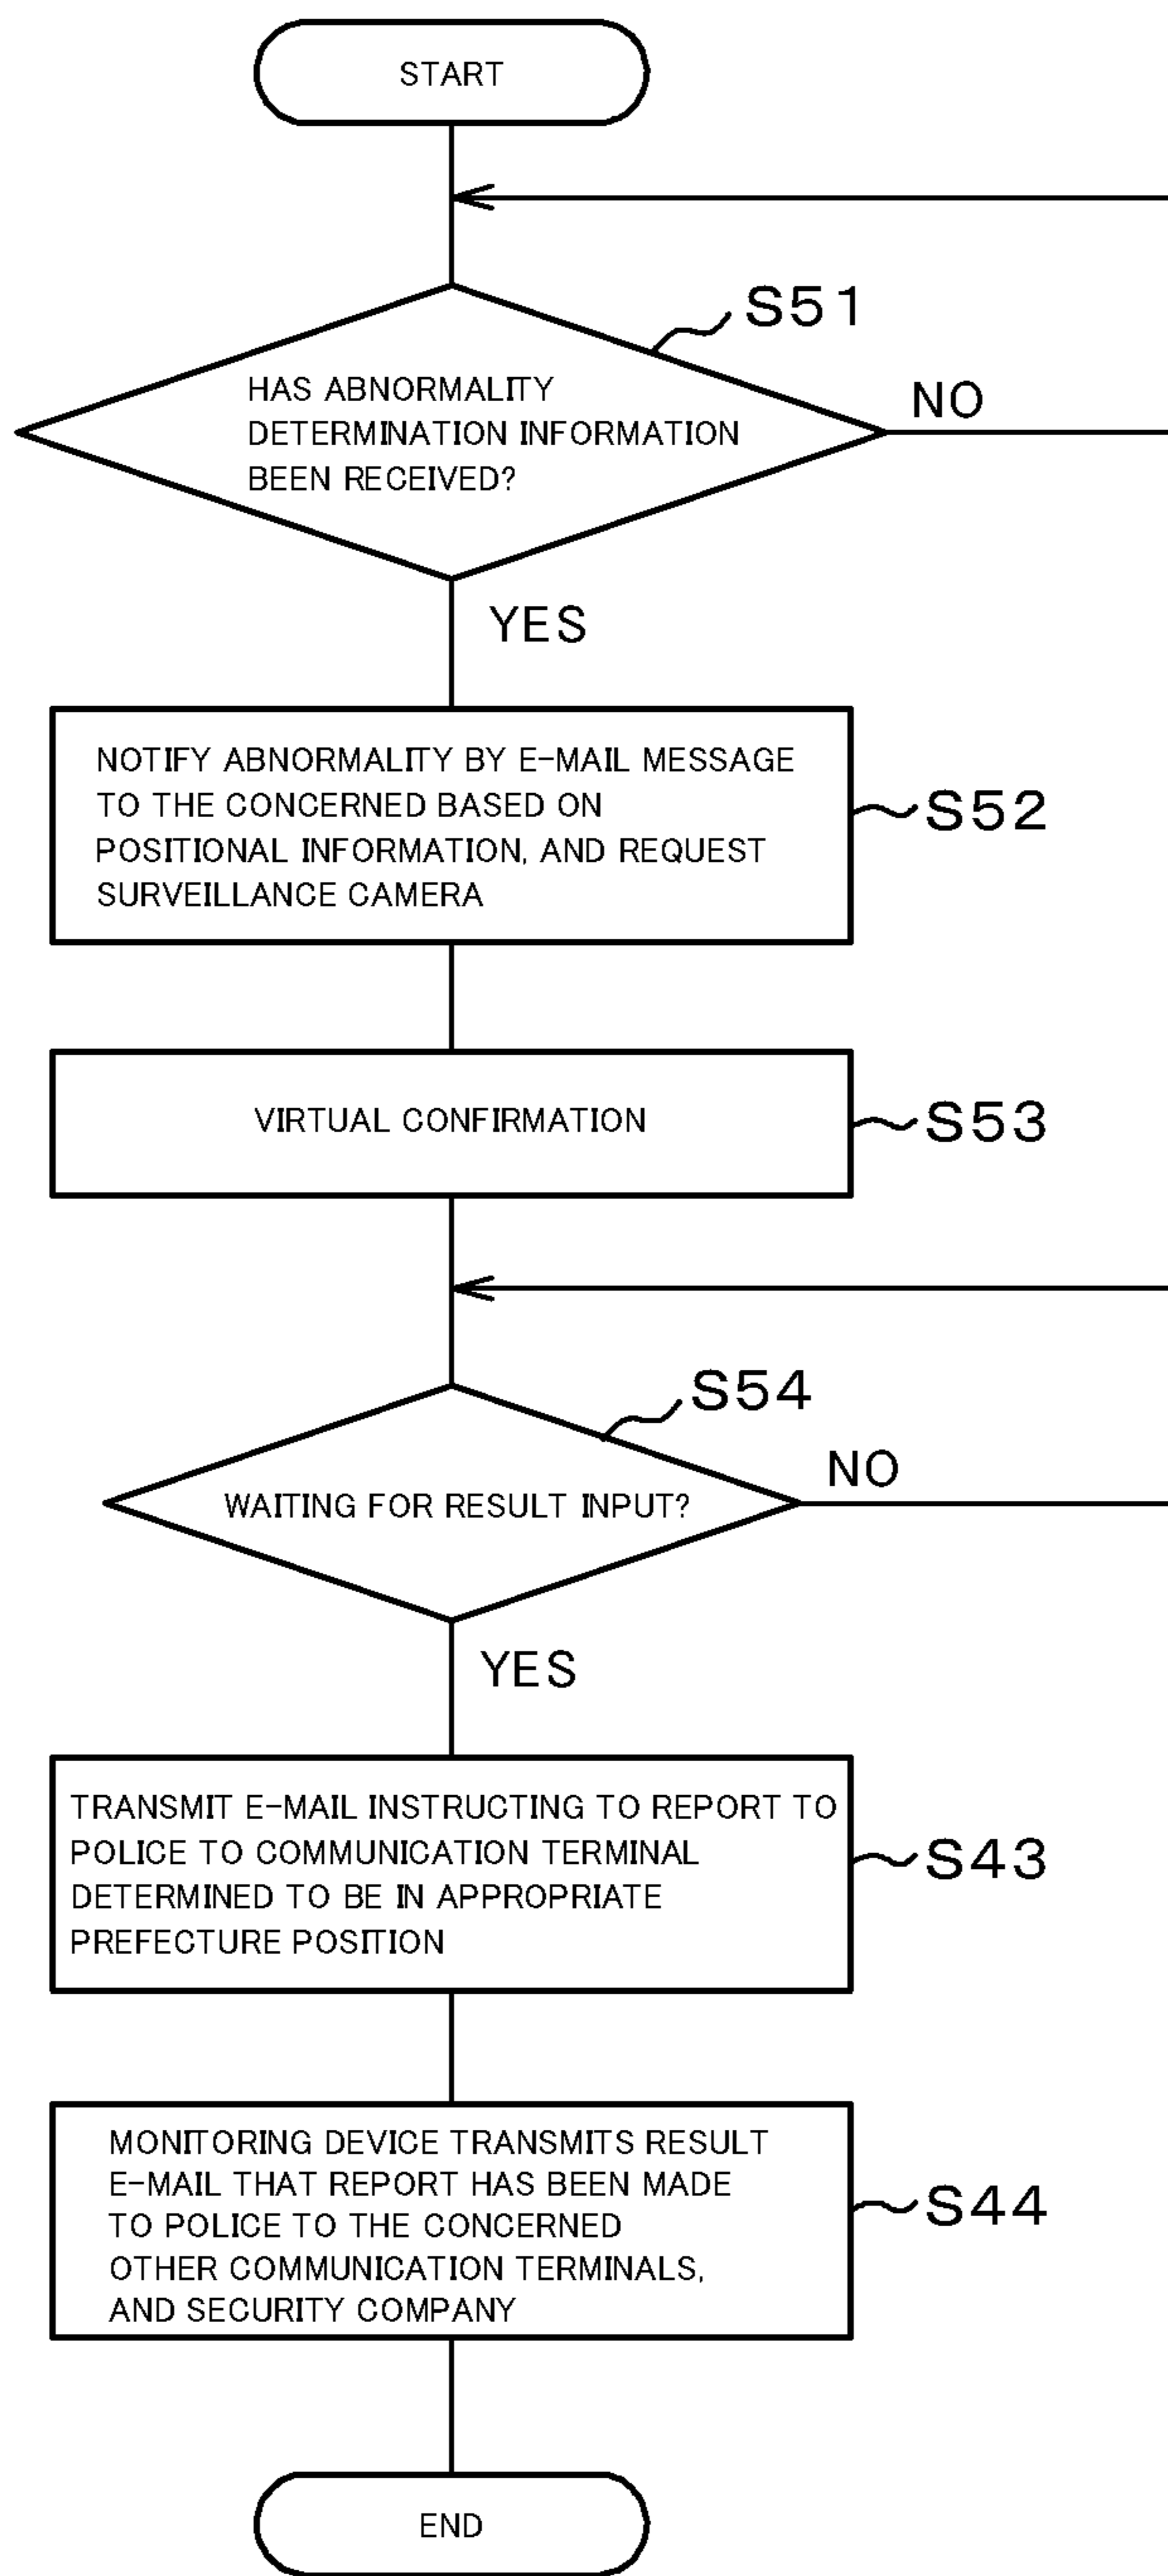 START
S51
HAS ABNORMALITY
DETERMINATION INFORMATION
BEEN RECEIVED?
NO
YES
NOTIFY ABNORMALITY BY E-MAIL MESSAGE
TO THE CONCERNED BASED ON
POSITIONAL INFORMATION, AND REQUEST
SURVEILLANCE CAMERA
S52
VIRTUAL CONFIRMATION
S53
S54
WAITING FOR RESULT INPUT?
NO
YES
TRANSMIT E-MAIL INSTRUCTING TO REPORT TO
POLICE TO COMMUNICATION TERMINAL
DETERMINED TO BE IN APPROPRIATE
PREFECTURE POSITION
S43
MONITORING DEVICE TRANSMITS RESULT
E-MAIL THAT REPORT HAS BEEN MADE
TO POLICE TO THE CONCERNED
OTHER COMMUNICATION TERMINALS,
AND SECURITY COMPANY
S44
END